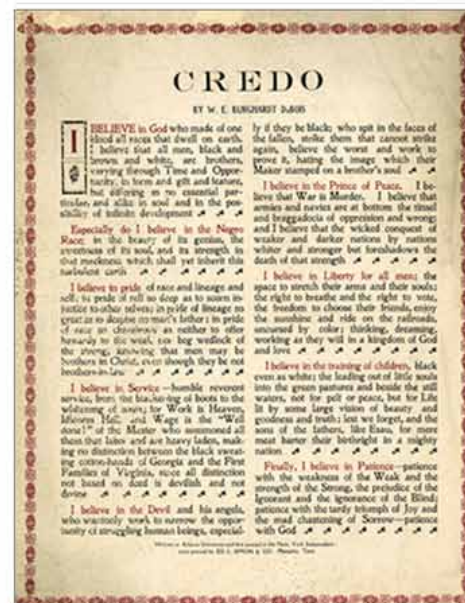 CREDO
BY W. E. BURGHARDT DuBOIS
I BELIEVE in God who made of one
blood all races that dwell on earth.
I believe that all men, black and
brown and white, are brothers,
varying through Time and Oppor-
tunity, in form and gift and feature,
but differing in no essential par-
ticular, and alike in soul and in the pos-
sibility of infinite development
Especially do I believe in the Negro
Race; in the beauty of its genius, the
sweetness of its soul, and its strength in
that meekness which shall yet inherit this
turbulent earth
I believe in pride of race and lineage and
self; in pride of self so deep as to scorn in-
justice to other selves; in pride of lineage so
great as to despise no man's father; in pride
of race so chivalrous as neither to offer
bastardy to the weak nor beg wedlock of
the strong, knowing that men may be
brothers in Christ, even though they be not
brothers-in-law
I believe in Service—humble reverent
service, from the blackening of boots to the
whitening of souls; for Work is Heaven,
Idleness Hell, and Wage is the "Well
done!" of the Master who summoned all
them that labor and are heavy laden, mak-
ing no distinction between the black sweat-
ing cotton-hands of Georgia and the First
Families of Virginia, since all distinction
not based on deed is devilish and not
divine
I believe in the Devil and his angels,
who wantonly work to narrow the oppor-
tunity of struggling human beings, especial-
ly if they be black; who spit in the faces of
the fallen, strike them that cannot strike
again, believe the worst and work to
prove it, hating the image which their
Maker stamped on a brother's soul
I believe in the Prince of Peace. I be-
lieve that War is Murder. I believe that
armies and navies are at bottom the tinsel
and braggadocio of oppression and wrong;
and I believe that the wicked conquest of
weaker and darker nations by nations
whiter and stronger but foreshadows the
death of that strength
I believe in Liberty for all men; the
space to stretch their arms and their souls;
the right to breathe and the right to vote,
the freedom to choose their friends, enjoy
the sunshine and ride on the railroads,
uncursed by color; thinking, dreaming,
working as they will in a kingdom of God
and love
I believe in the training of children, black
even as white; the leading out of little souls
into the green pastures and beside the still
waters, not for pelf or peace, but for Life
lit by some large vision of beauty and
goodness and truth; lest we forget, and the
sons of the fathers, like Esau, for mere
meat barter their birthright in a mighty
nation
Finally, I believe in Patience—patience
with the weakness of the Weak and the
strength of the Strong, the prejudice of the
Ignorant and the ignorance of the Blind;
patience with the tardy triumph of Joy and
the mad chastening of Sorrow—patience
with God